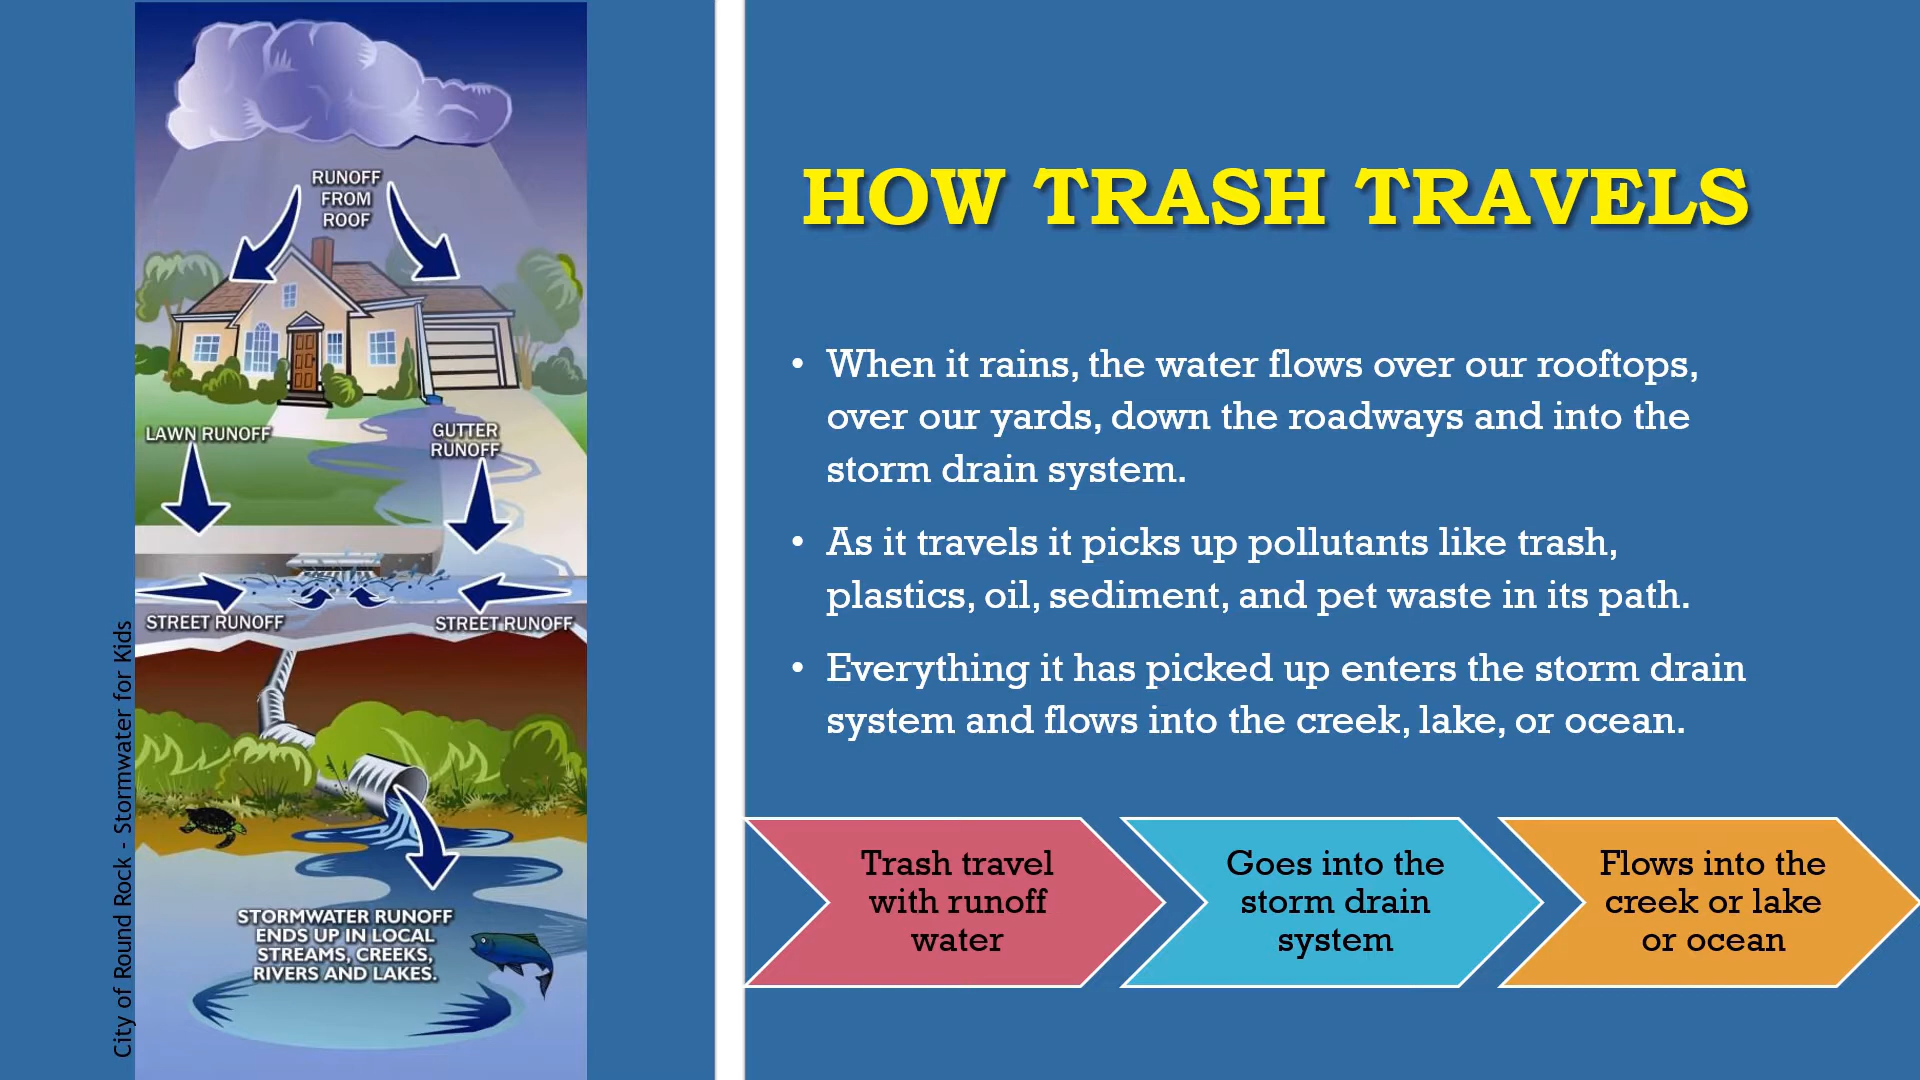 RUNOFF
FROM
ROOF
LAWN RUNOFF
GUTTER
RUNOFF
STREET RUNOFF
STREET RUNOFF
STORMWATER RUNOFF
ENDS UP IN LOCAL
STREAMS, CREEKS,
RIVERS AND LAKES.
City of Round Rock - Stormwater for Kids
HOW TRASH TRAVELS
• When it rains, the water flows over our rooftops,
over our yards, down the roadways and into the
storm drain system.
• As it travels it picks up pollutants like trash,
plastics, oil, sediment, and pet waste in its path.
• Everything it has picked up enters the storm drain
system and flows into the creek, lake, or ocean.
Trash travel
with runoff
water
Goes into the
storm drain
system
Flows into the
creek or lake
or ocean